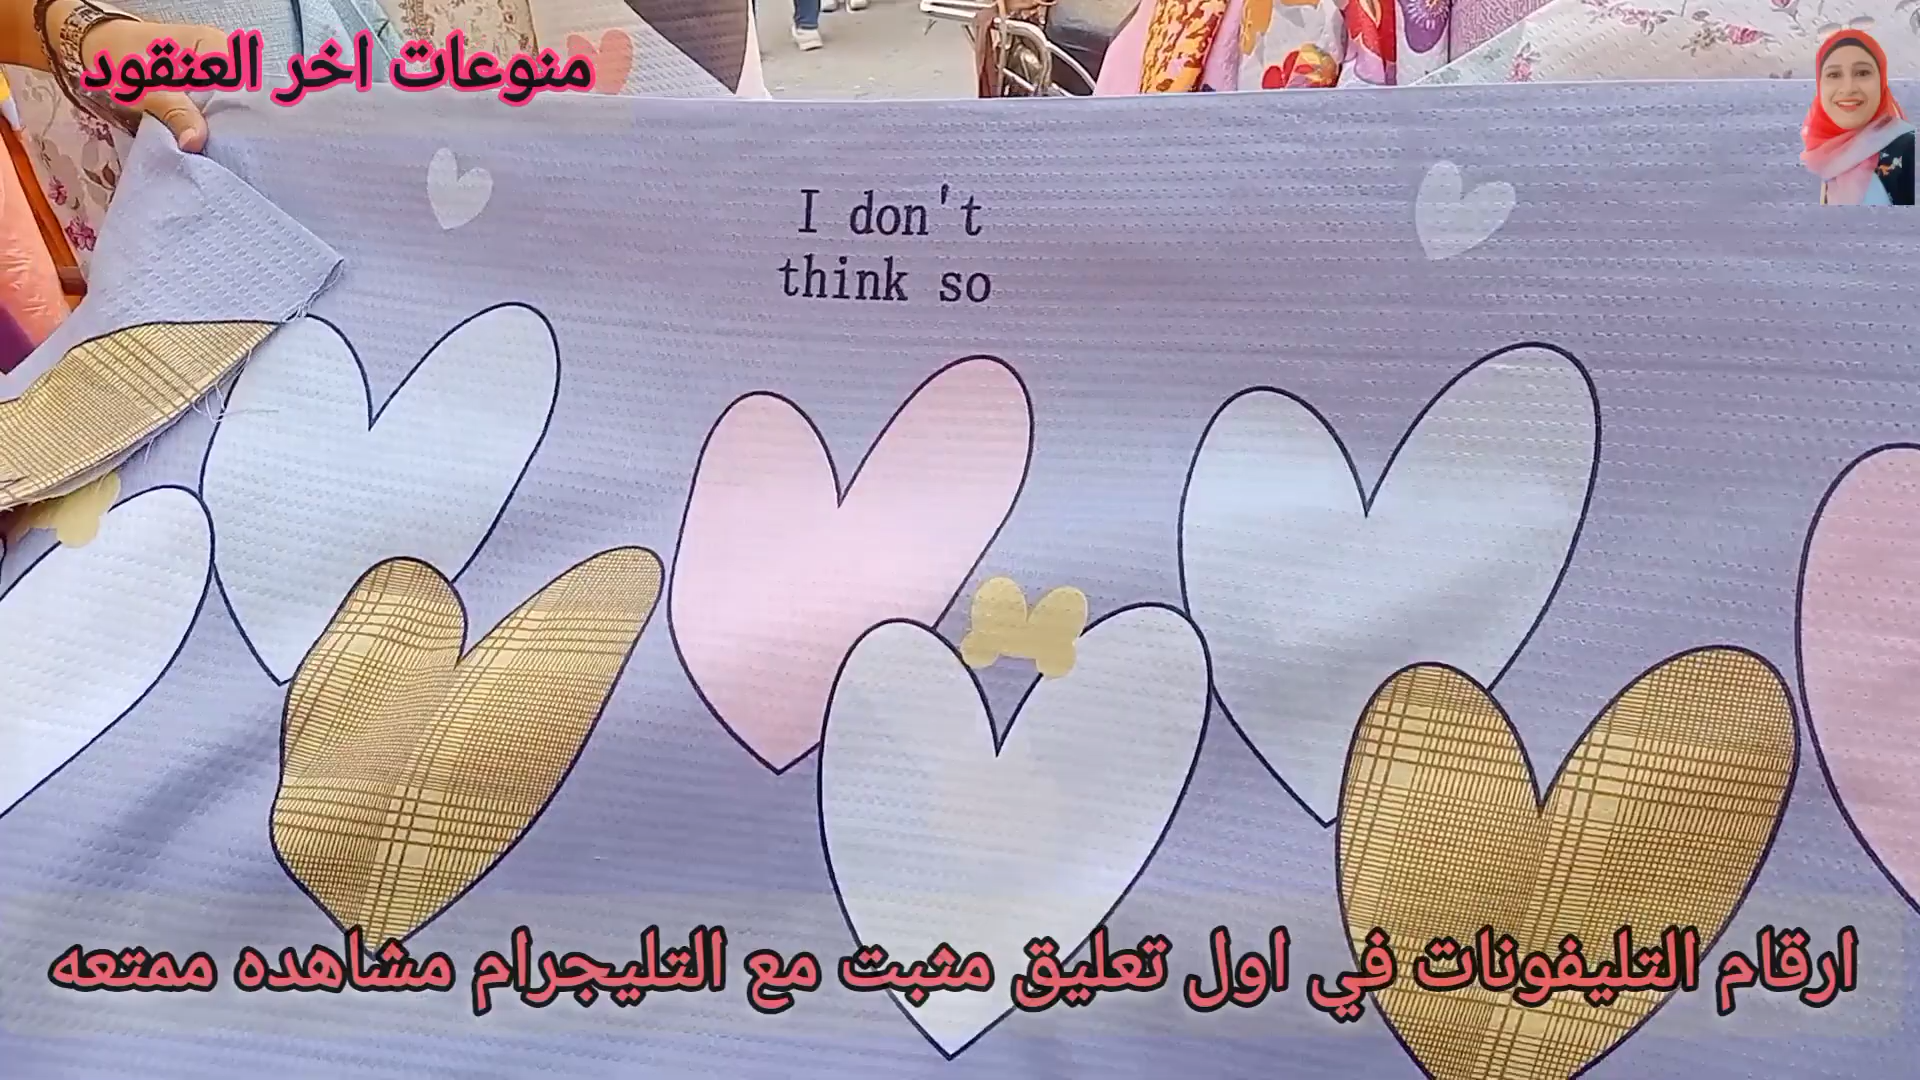 منوعات اخر العنقود
I don't
think so
ارقام التليفونات في اول تعليق مثبت مع التليجرام مشاهده ممتعه